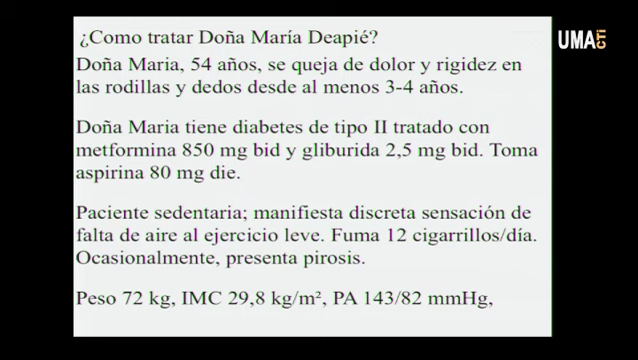 ¿Como tratar Doña María Deapié?
Doña Maria, 54 años, se queja de dolor y rigidez en
las rodillas y dedos desde al menos 3-4 años.
Doña Maria tiene diabetes de tipo II tratado con
metformina 850 mg bid y gliburida 2,5 mg bid. Toma
aspirina 80 mg die.
Paciente sedentaria; manifiesta discreta sensación de
falta de aire al ejercicio leve. Fuma 12 cigarrillos/día.
Ocasionalmente, presenta pirosis.
Peso 72 kg, IMC 29,8 kg/m², PA 143/82 mmHg,
UMA CTI